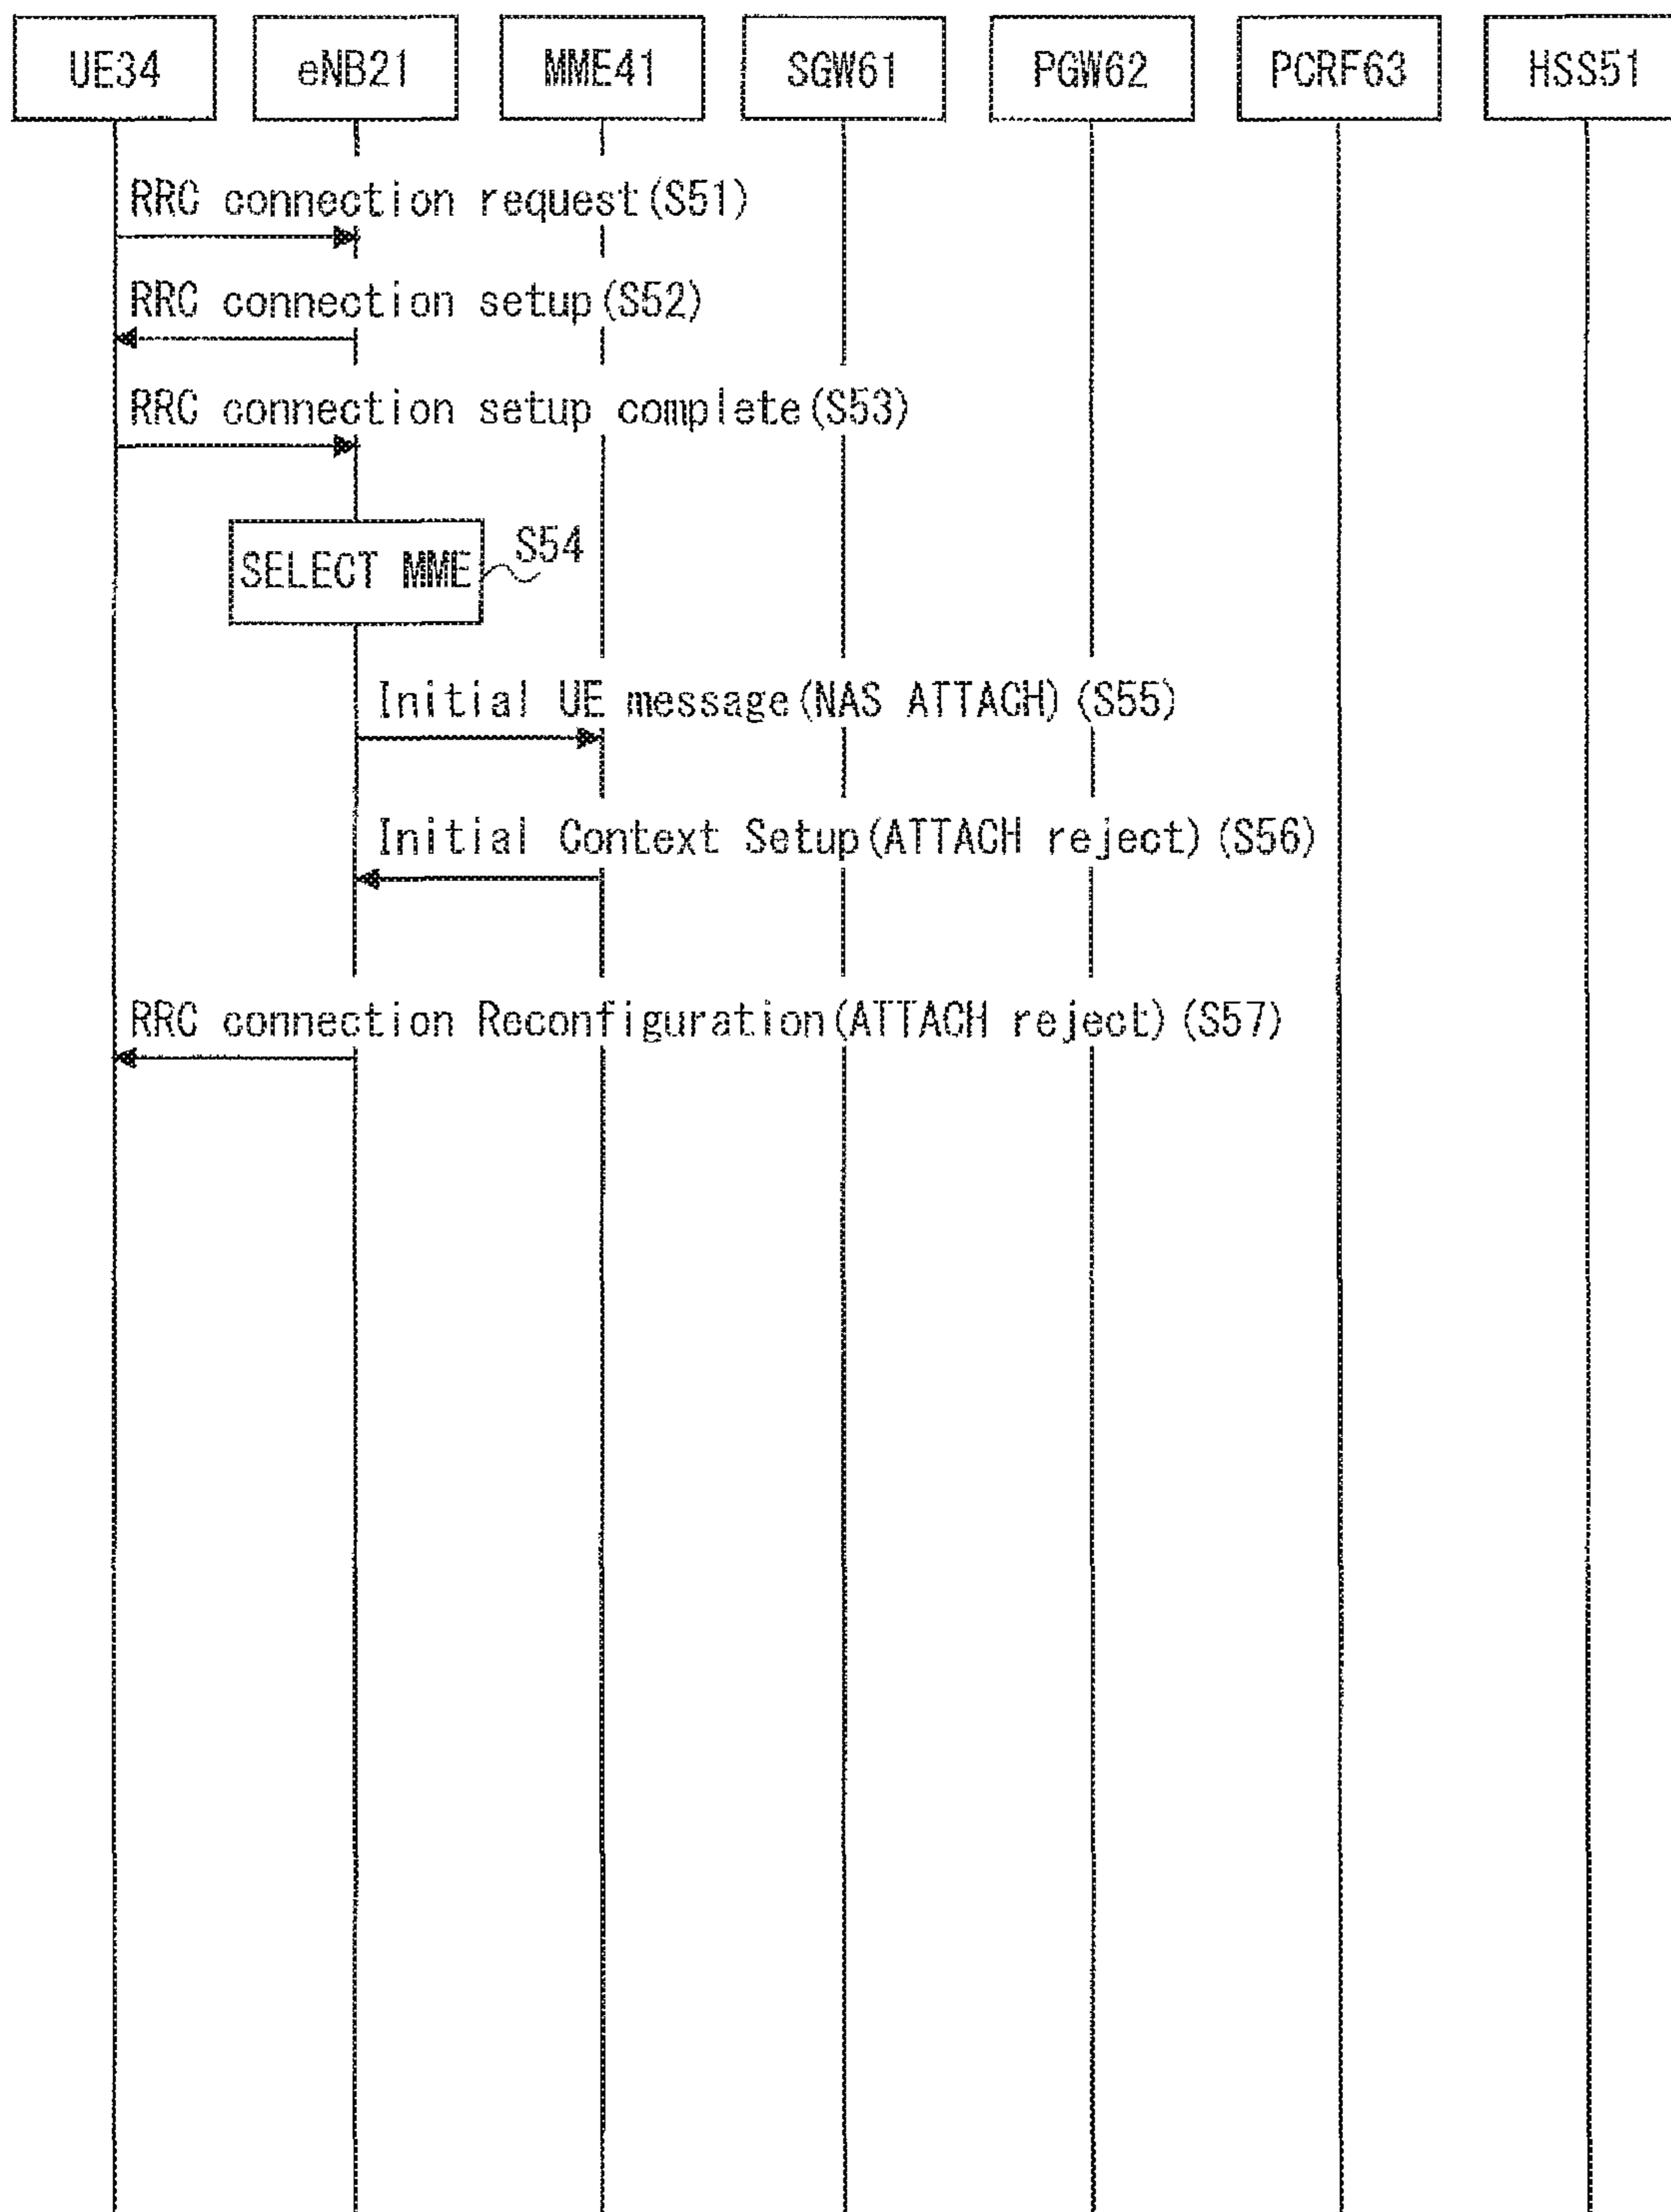 UE34 eNB21 MME41 SGW61 PGW62 PCRF63 HSS51
RRC connection request(S51)
RRC connection setup(S52)
RRC connection setup complete(S53)
SELECT MME S54
Initial UE message(NAS ATTACH)(S55)
Initial Context Setup(ATTACH reject)(S56)
RRC connection Reconfiguration(ATTACH reject)(S57)